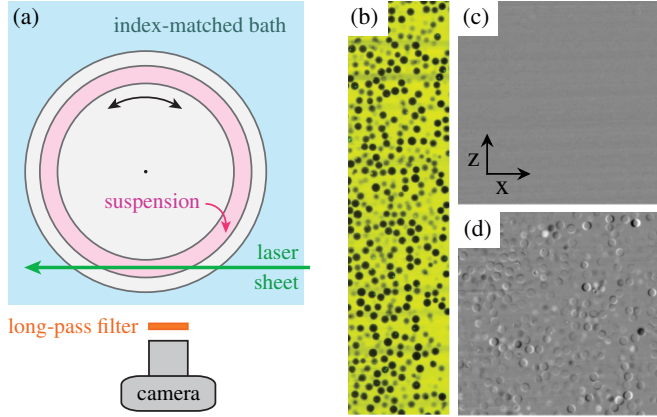 (a)
index-matched bath
suspension
laser
sheet
long-pass filter
camera
(b)
(c)
z
x
(d)